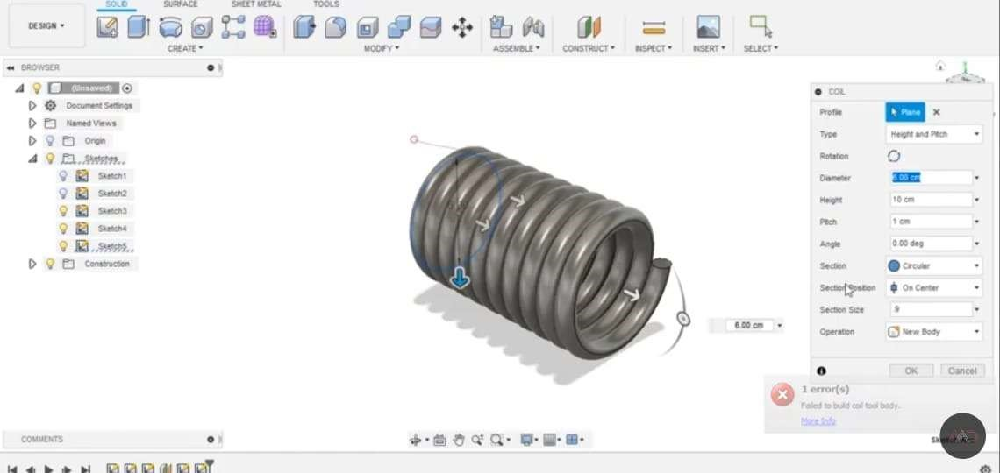 SOLID SURFACE SHEET METAL TOOLS
DESIGN
CREATE MODIFY ASSEMBLE CONSTRUCT INSPECT INSERT SELECT
BROWSER
(Unsaved)
Document Settings
Named Views
Origin
Sketches
Sketch1
Sketch2
Sketch3
Sketch4
Sketch5
Construction
6.00 cm
COIL
Profile Plane
Type Height and Pitch
Rotation
Diameter 6.00 cm
Height 10 cm
Pitch 1 cm
Angle 0.00 deg
Section Circular
Section Position On Center
Section Size .9
Operation New Body
OK Cancel
1 error(s)
Failed to build coil tool body.
More Info
COMMENTS